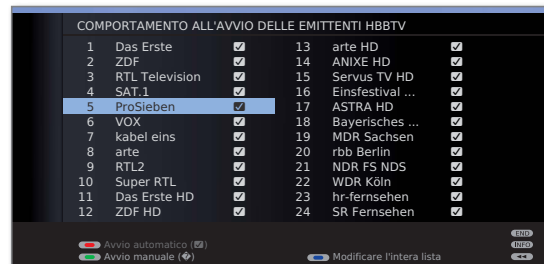 COMPORTAMENTO ALL'AVVIO DELLE EMITTENTI HBBTV
1 Das Erste ☑
2 ZDF ☑
3 RTL Television ☑
4 SAT.1 ☑
5 ProSieben ☑
6 VOX ☑
7 kabel eins ☑
8 arte ☑
9 RTL2 ☑
10 Super RTL ☑
11 Das Erste HD ☑
12 ZDF HD ☑
13 arte HD ☑
14 ANIXE HD ☑
15 Servus TV HD ☑
16 Einsfestival ... ☑
17 ASTRA HD ☑
18 Bayerisches ... ☑
19 MDR Sachsen ☑
20 rbb Berlin ☑
21 NDR FS NDS ☑
22 WDR Köln ☑
23 hr-fernsehen ☑
24 SR Fernsehen ☑
Avvio automatico (☑)
Avvio manuale (�)
Modificare l'intera lista
END
INFO
◄◄